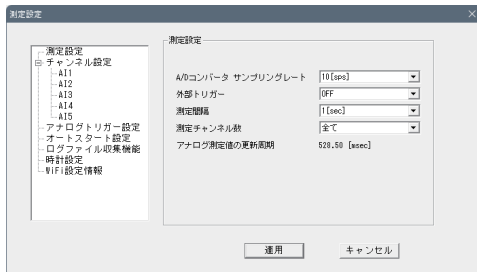 測定設定
測定設定
チャンネル設定
AI1
AI2
AI3
AI4
AI5
アナログトリガー設定
オートスタート設定
ログファイル収集機能
時計設定
WiFi設定情報
測定設定
A/Dコンバータ サンプリングレート 10[sps]
外部トリガー OFF
測定間隔 1[sec]
測定チャンネル数 全て
アナログ測定値の更新周期 528.50 [msec]
運用 キャンセル